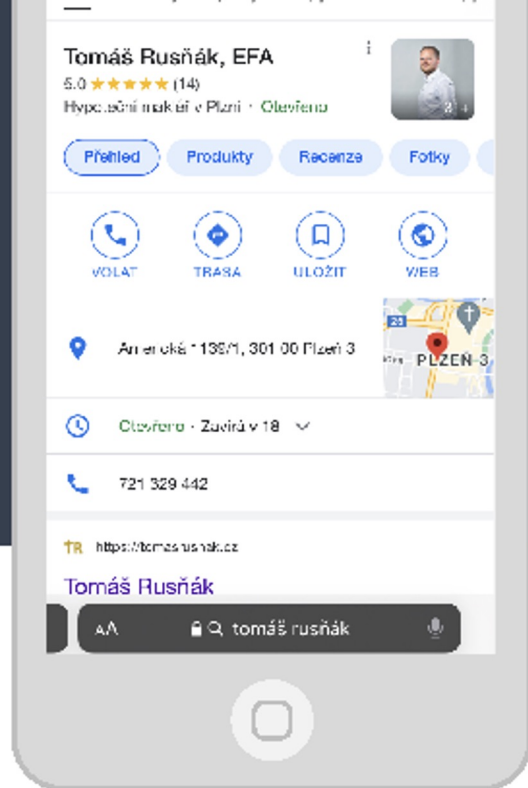 Tomáš Rusňák, EFA
5.0 ★★★★★ (14)
Hypoteční makléř v Plzni · Otevřeno
Přehled Produkty Recenze Fotky
VOLAT TRASA ULOŽIT WEB
Americká 1139/1, 301 00 Plzeň 3
26
PLZEŇ 3
Otevřeno · Zavírá v 18
721 329 442
TR https://tomasrusnak.cz
Tomáš Rusňák
AA tomáš rusňák